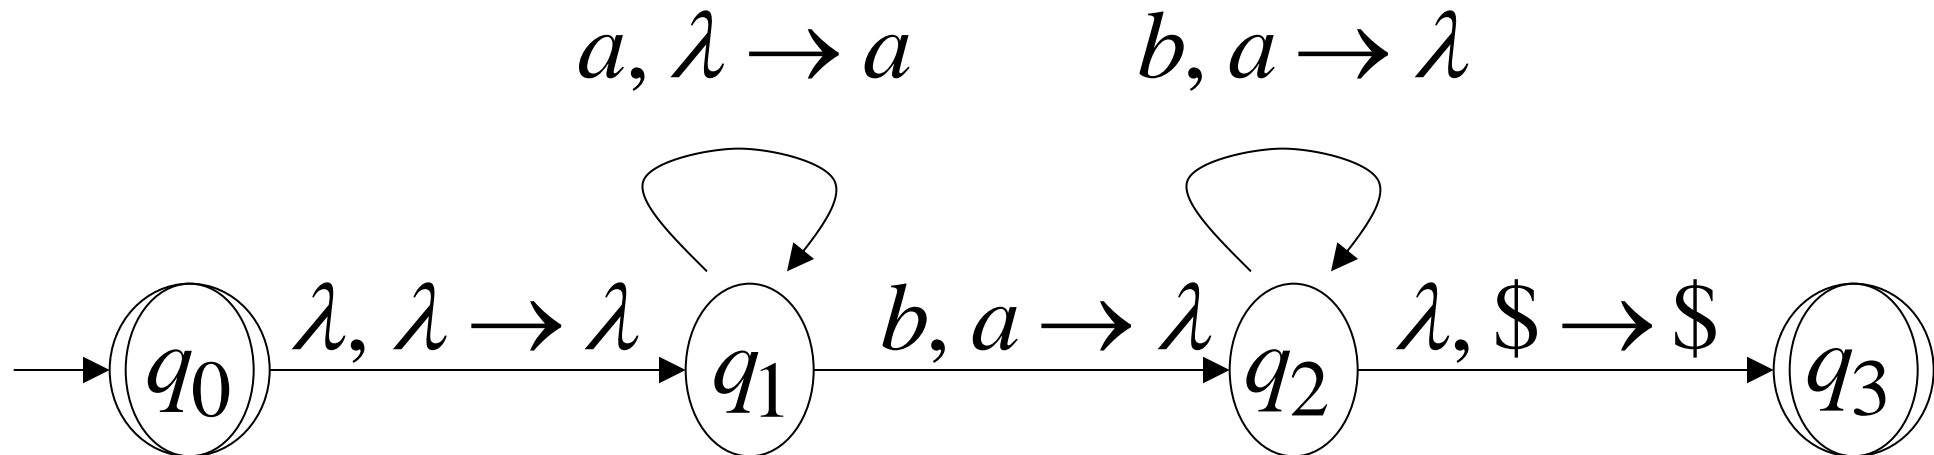 a, λ → a
b, a → λ
q0
λ, λ → λ
q1
b, a → λ
q2
λ, $ → $
q3